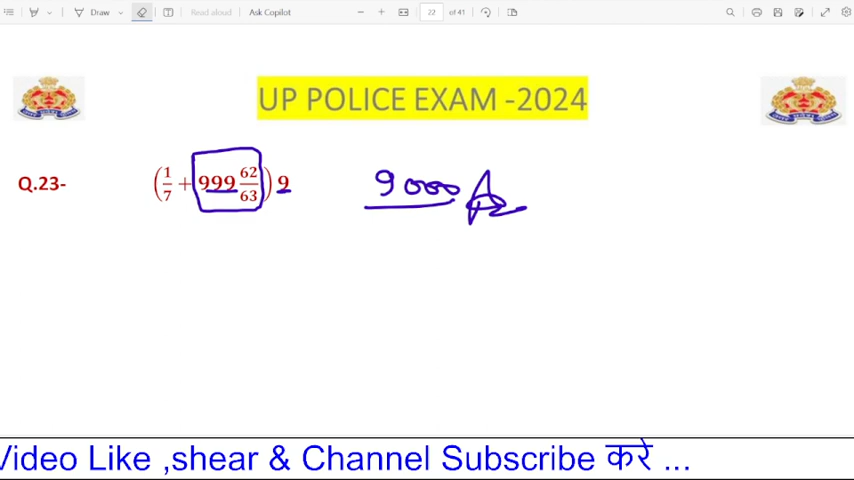 Draw
Read aloud
Ask Copilot
22 of 41
UP POLICE EXAM -2024
Q.23- (1/7 + 999 62/63) 9 9000 A
Video Like ,shear & Channel Subscribe करे ...